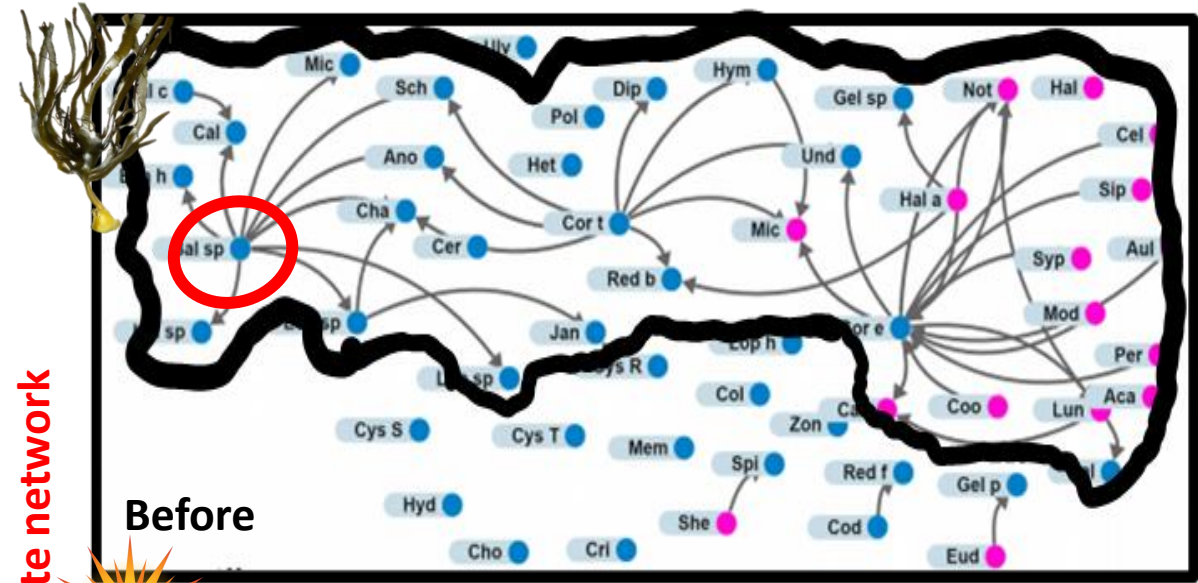 Mic
Sch
Dip
Hym
Gel sp
Not
Hal
Pol
Cal
Cel
Ano
Het
Und
Sip
Hal a
Cha
Cor t
Mic
Cer
Aul
Syp
Red b
Mod
Jan
Per
Col
Coo
Lun
Aca
Zon
Cys S
Cys T
Mem
Spi
Red f
Gel p
Hyd
She
Cod
Before
Cho
Cri
Eud
te network